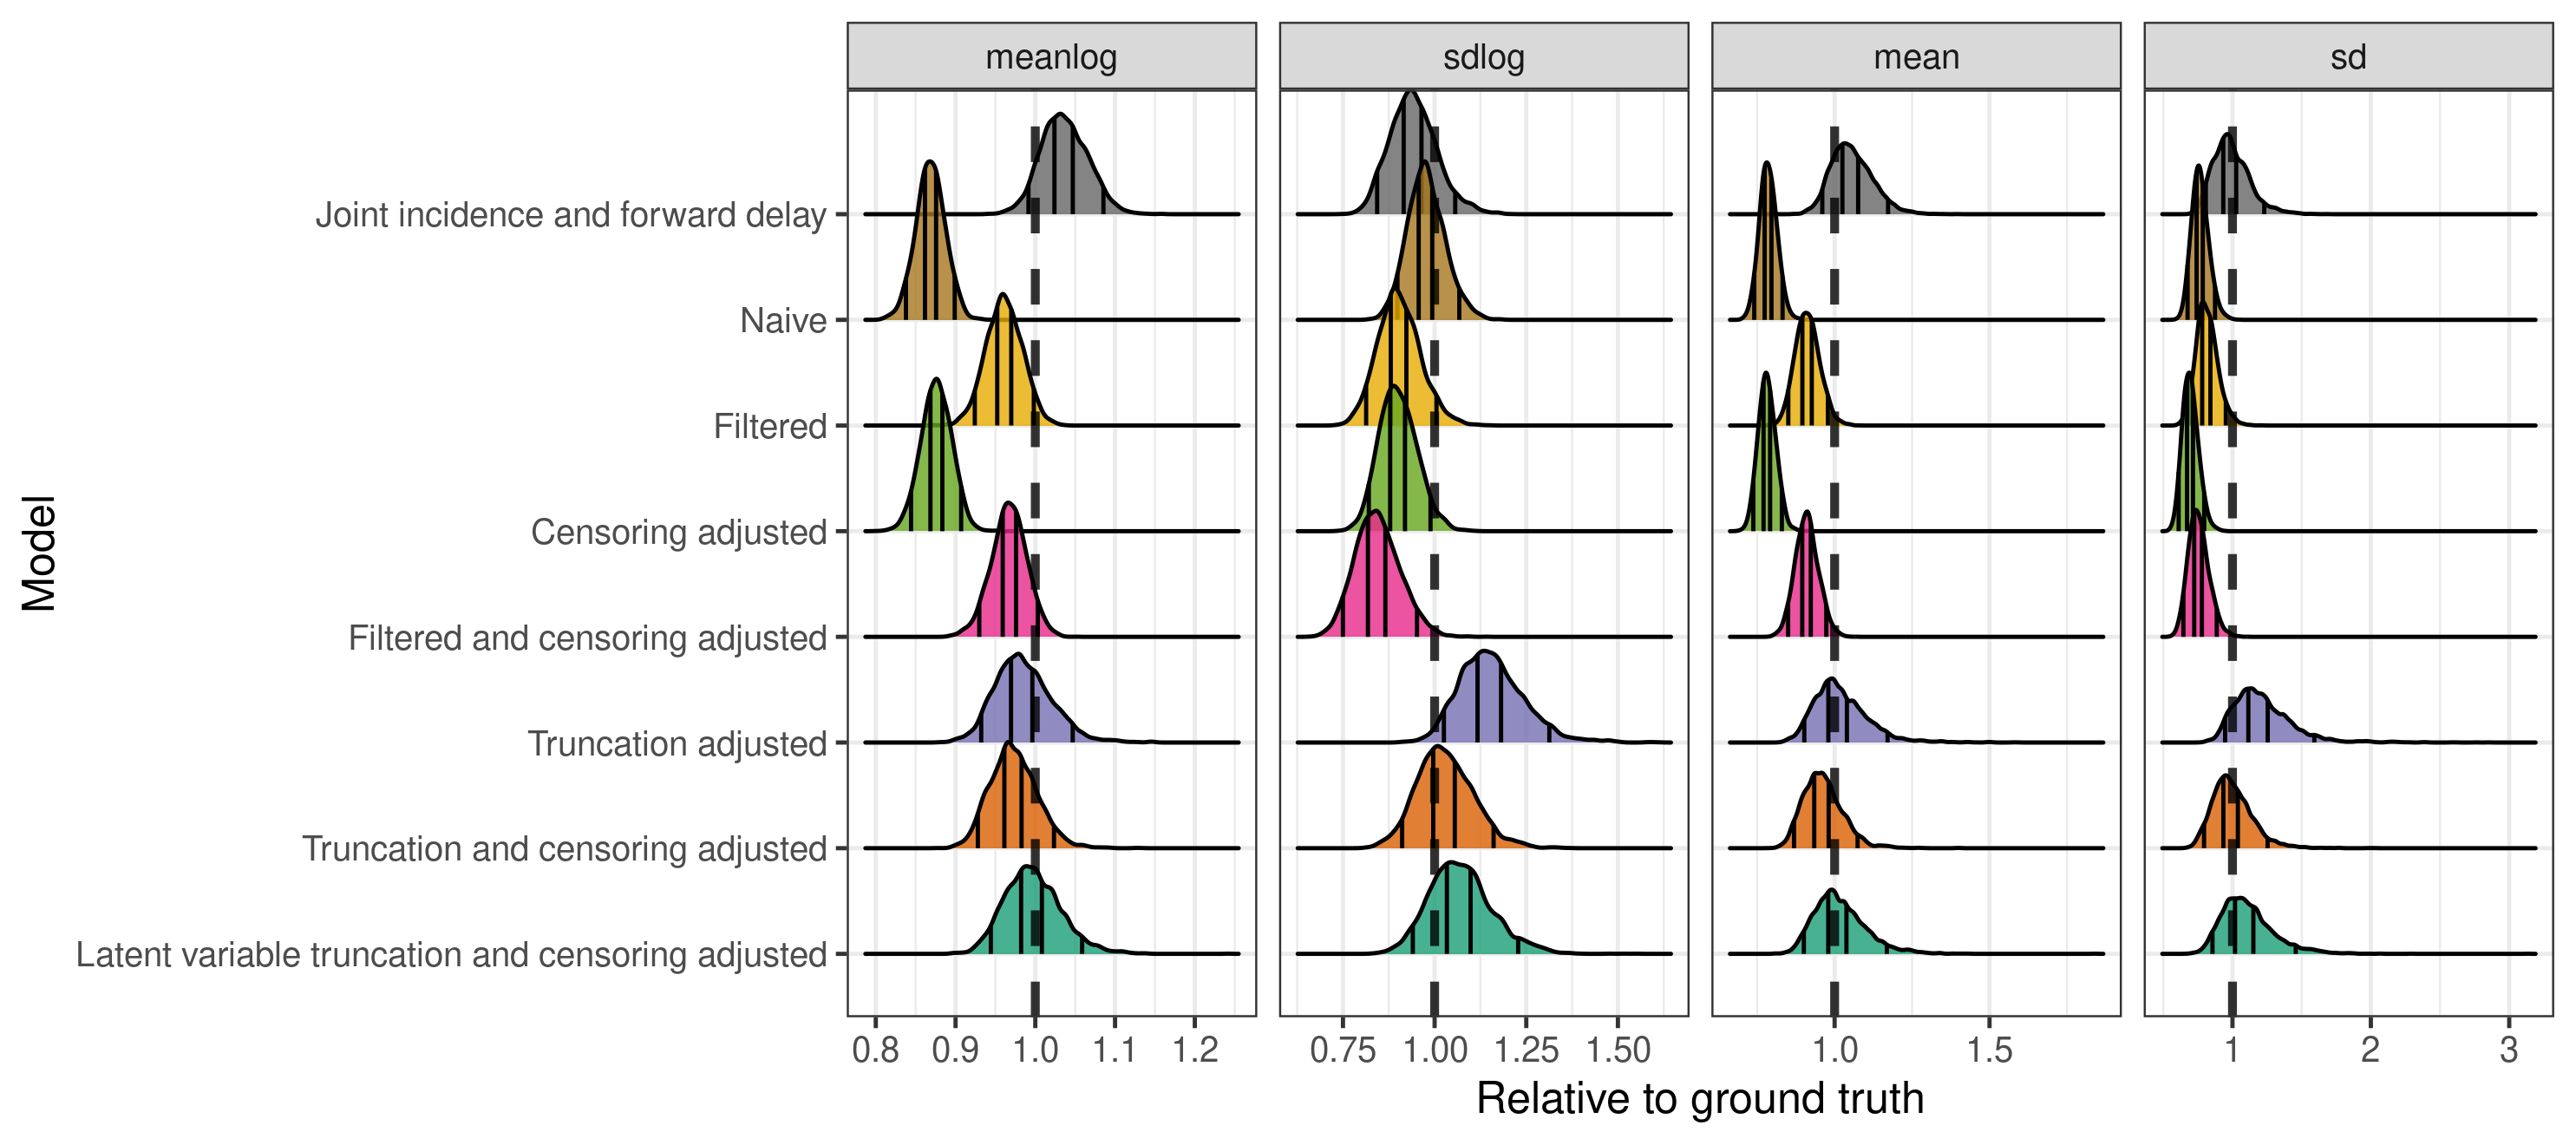 meanlog sdlog mean sd
Joint incidence and forward delay
Naive
Filtered
Censoring adjusted
Filtered and censoring adjusted
Truncation adjusted
Truncation and censoring adjusted
Latent variable truncation and censoring adjusted
Model
0.8 0.9 1.0 1.1 1.2 0.75 1.00 1.25 1.50 1.0 1.5 1 2 3
Relative to ground truth